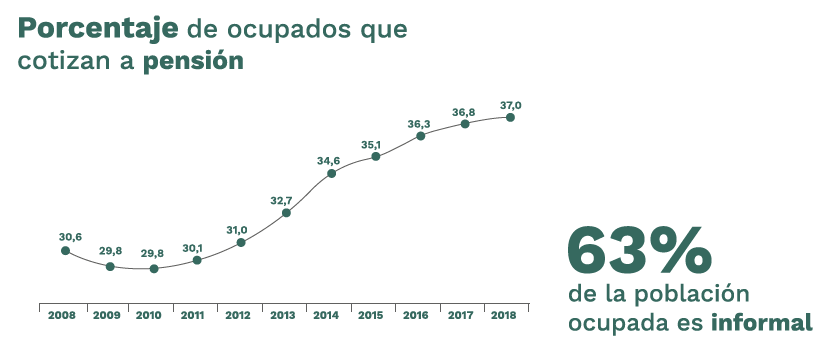 Porcentaje de ocupados que
cotizan a pensión
30,6
29,8
29,8
30,1
31,0
32,7
34,6
35,1
36,3
36,8
37,0
2008 2009 2010 2011 2012 2013 2014 2015 2016 2017 2018
63%
de la población
ocupada es informal